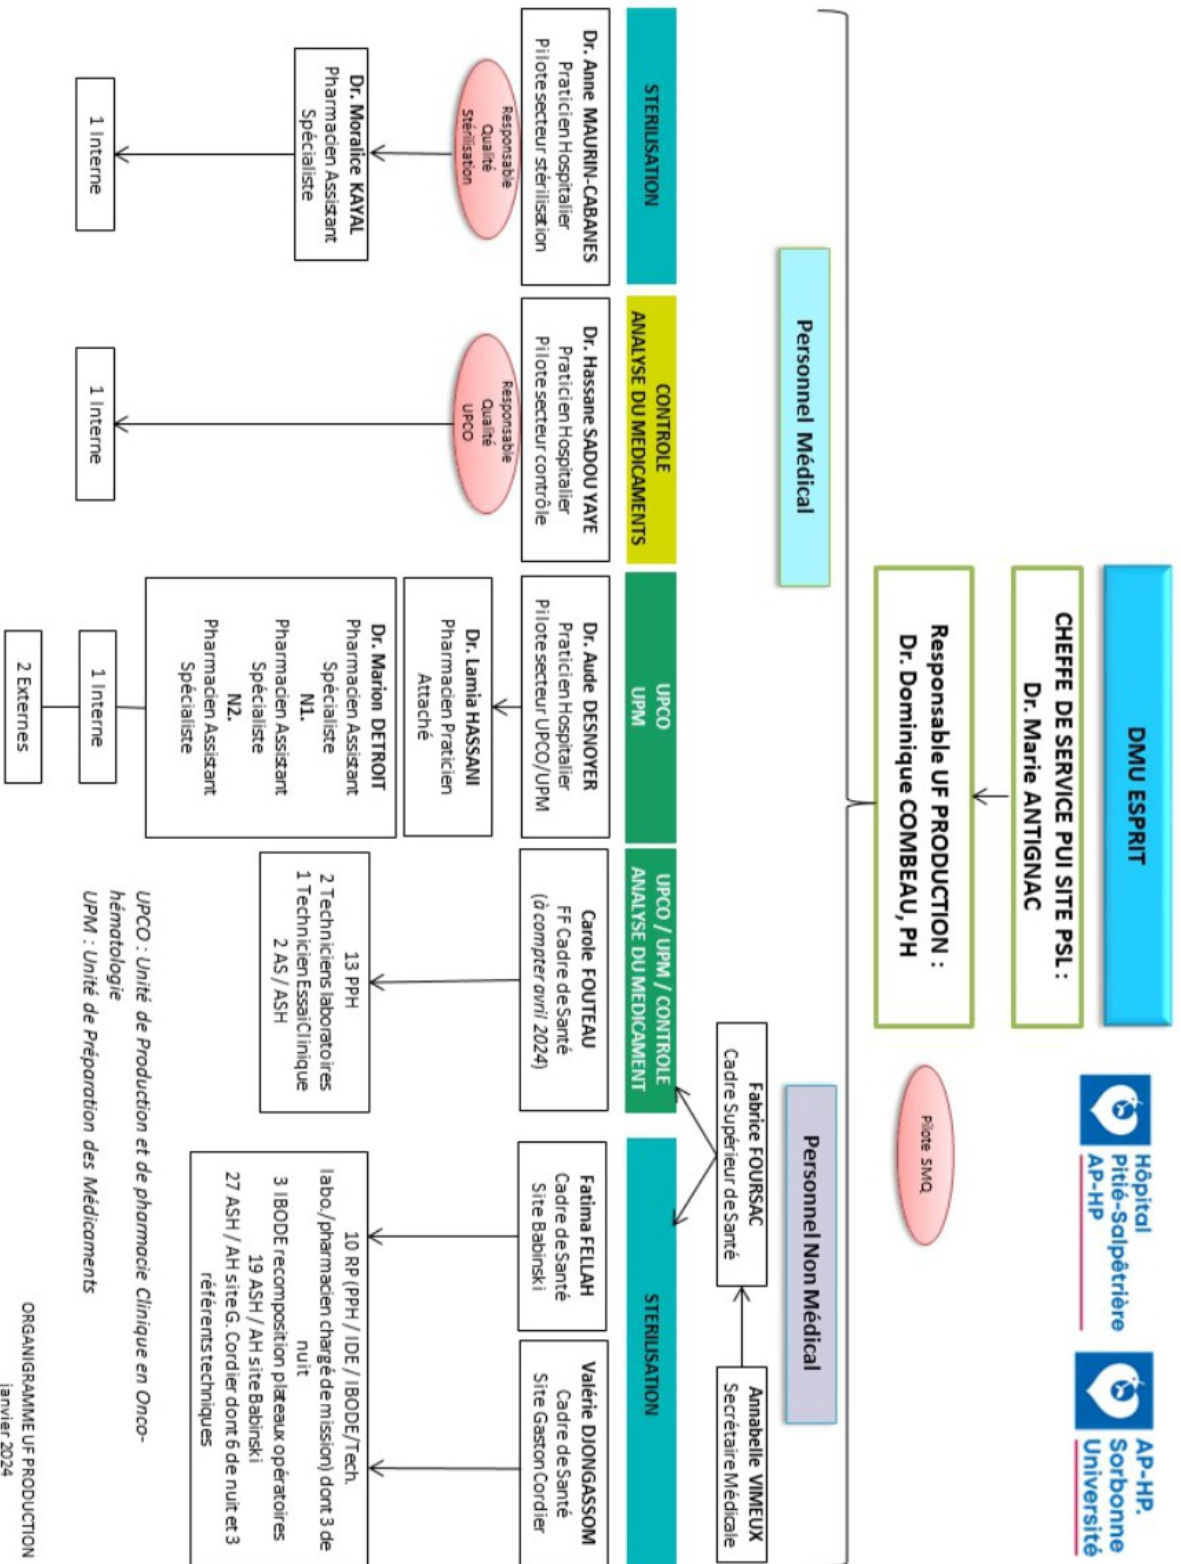 DMU ESPRIT
Hôpital
Pitié-Salpêtrière
AP-HP
AP-HP.
Sorbonne
Université
CHEFFE DE SERVICE PUI SITE PSL :
Dr. Marie ANTIGNAC
Responsable UF PRODUCTION :
Dr. Dominique COMBEAU, PH
Pilote SMQ
Personnel Médical
Personnel Non Médical
Fabrice FOURSAC
Cadre Supérieur de Santé
Annabelle VIMEUX
Secrétaire Médicale
STERILISATION
CONTROLE
ANALYSE DU MEDICAMENTS
UPCO
UPM
UPCO / UPM / CONTROLE
ANALYSE DU MEDICAMENT
STERILISATION
Dr. Anne MAURIN-CABANES
Praticien Hospitalier
Pilote secteur stérilisation
Responsable
Qualité
Stérilisation
Dr. Moralice KAYAL
Pharmacien Assistant
Spécialiste
1 Interne
Dr. Hassane SADOU YAYE
Praticien Hospitalier
Pilote secteur contrôle
Responsable
Qualité
UPCO
1 Interne
Dr. Aude DESNOYER
Praticien Hospitalier
Pilote secteur UPCO/UPM
Dr. Lamia HASSANI
Pharmacien Praticien
Attaché
Dr. Marion DETROIT
Pharmacien Assistant
Spécialiste
N1.
Pharmacien Assistant
Spécialiste
N2.
Pharmacien Assistant
Spécialiste
1 Interne
2 Externes
Carole FOUTEAU
FF Cadre de Santé
(à compter avril 2024)
13 PPH
2 Techniciens laboratoires
1 Technicien Essai Clinique
2 AS / ASH
Fatima FELLAH
Cadre de Santé
Site Babinski
Valérie DJONGASSOM
Cadre de Santé
Site Gaston Cordier
10 RP (PPH / IDE / IBODE/Tech.
labo./pharmacien chargé de mission) dont 3 de
nuit
3 IBODE recomposition plateaux opératoires
19 ASH / AH site Babinski
27 ASH / AH site G. Cordier dont 6 de nuit et 3
référents techniques
UPCO : Unité de Production et de pharmacie Clinique en Onco-
hématologie
UPM : Unité de Préparation des Médicaments
ORGANIGRAMME UF PRODUCTION
janvier 2024